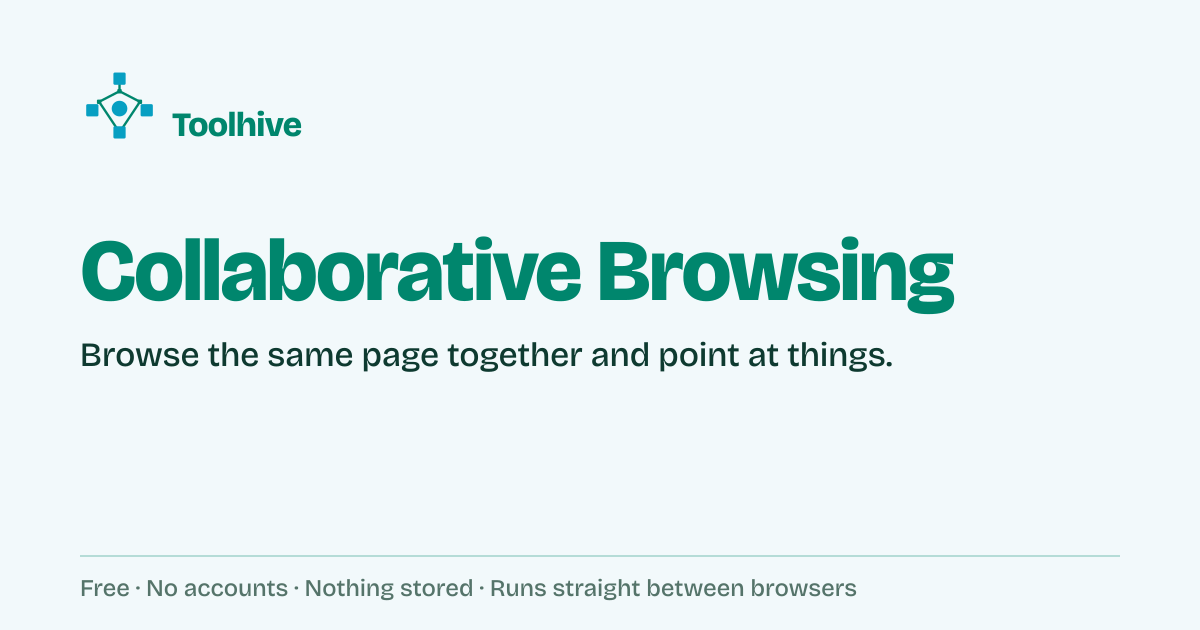 Toolhive
Collaborative Browsing
Browse the same page together and point at things.
Free · No accounts · Nothing stored · Runs straight between browsers